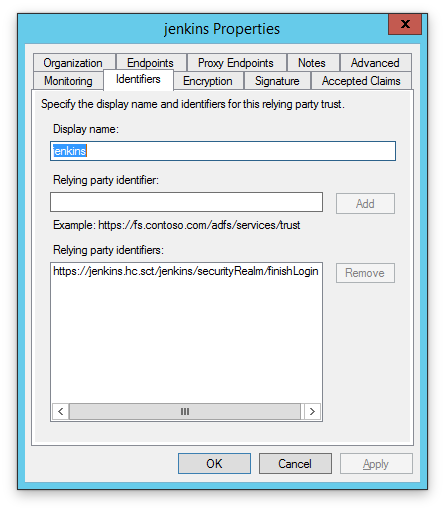 jenkins Properties
x
Organization Endpoints Proxy Endpoints Notes Advanced
Monitoring Identifiers Encryption Signature Accepted Claims
Specify the display name and identifiers for this relying party trust.
Display name:
jenkins
Relying party identifier:
Add
Example: https://fs.contoso.com/adfs/services/trust
Relying party identifiers:
https://jenkins.hc.sct/jenkins/securityRealm/finishLogin
Remove
OK Cancel Apply